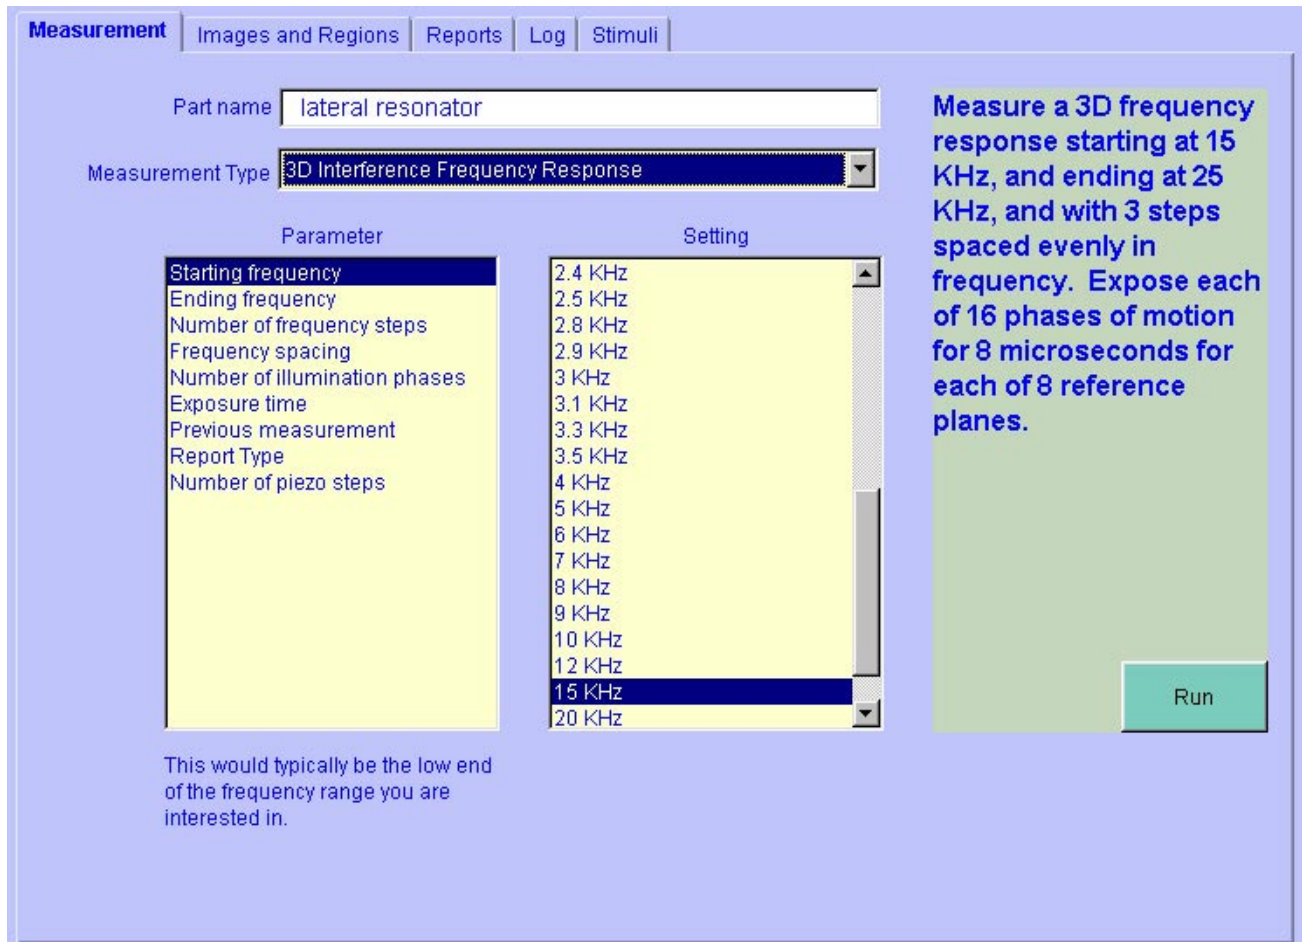 Measurement
Images and Regions
Reports
Log
Stimuli
Part name
lateral resonator
Measurement Type
3D Interference Frequency Response
Parameter
Starting frequency
Ending frequency
Number of frequency steps
Frequency spacing
Number of illumination phases
Exposure time
Previous measurement
Report Type
Number of piezo steps
This would typically be the low end
of the frequency range you are
interested in.
Setting
2.4 KHz
2.5 KHz
2.8 KHz
2.9 KHz
3 KHz
3.1 KHz
3.3 KHz
3.5 KHz
4 KHz
5 KHz
6 KHz
7 KHz
8 KHz
9 KHz
10 KHz
12 KHz
15 KHz
20 KHz
Measure a 3D frequency
response starting at 15
KHz, and ending at 25
KHz, and with 3 steps
spaced evenly in
frequency.  Expose each
of 16 phases of motion
for 8 microseconds for
each of 8 reference
planes.
Run